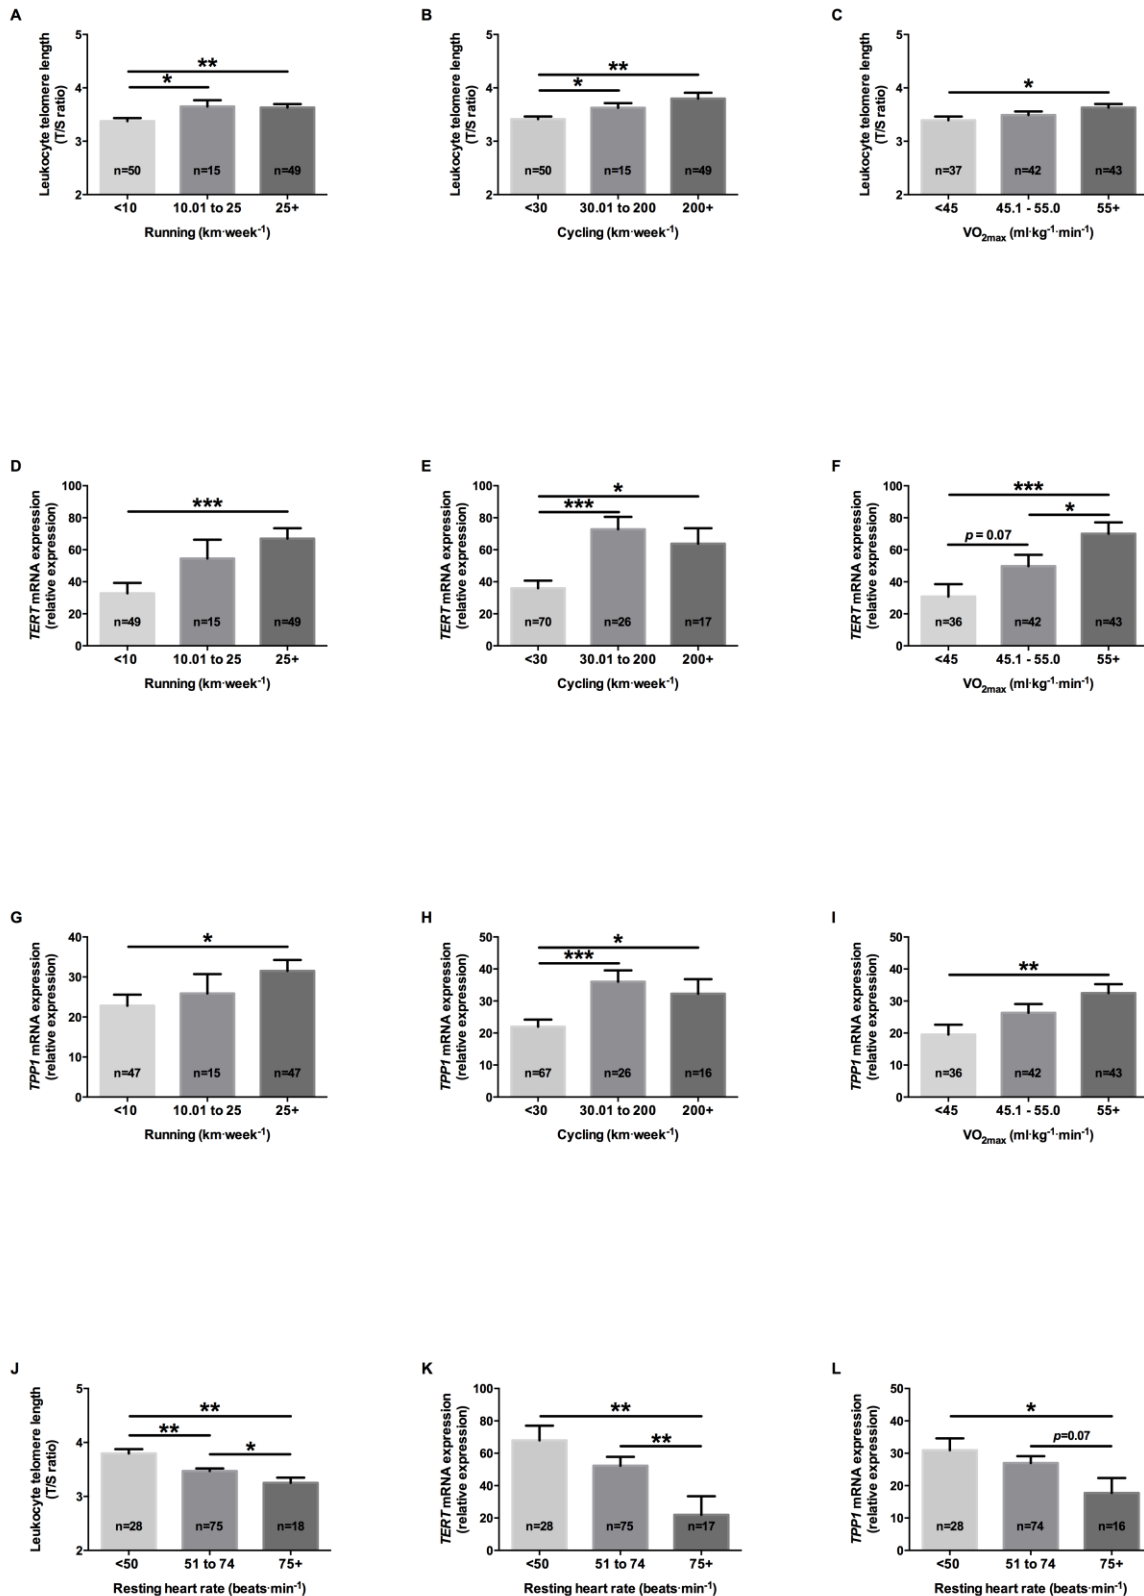 A
Leukocyte telomere length
(T/S ratio)
5
4
3
2
*
**
n=50
n=15
n=49
<10
10.01 to 25
25+
Running (km·week-1)
B
Leukocyte telomere length
(T/S ratio)
5
4
3
2
**
*
n=50
n=15
n=49
<30
30.01 to 200
200+
Cycling (km·week-1)
C
Leukocyte telomere length
(T/S ratio)
5
4
3
2
*
n=37
n=42
n=43
<45
45.1 - 55.0
55+
VO2max (ml·kg-1·min-1)
D
TERT mRNA expression
(relative expression)
100
80
60
40
20
0
***
n=49
n=15
n=49
<10
10.01 to 25
25+
Running (km·week-1)
E
TERT mRNA expression
(relative expression)
100
80
60
40
20
0
*
***
n=70
n=26
n=17
<30
30.01 to 200
200+
Cycling (km·week-1)
F
TERT mRNA expression
(relative expression)
100
80
60
40
20
0
***
*
p = 0.07
n=36
n=42
n=43
<45
45.1 - 55.0
55+
VO2max (ml·kg-1·min-1)
G
TPP1 mRNA expression
(relative expression)
40
30
20
10
0
*
n=47
n=15
n=47
<10
10.01 to 25
25+
Running (km·week-1)
H
TPP1 mRNA expression
(relative expression)
50
40
30
20
10
0
*
***
n=67
n=26
n=16
<30
30.01 to 200
200+
Cycling (km·week-1)
I
TPP1 mRNA expression
(relative expression)
50
40
30
20
10
0
**
n=36
n=42
n=43
<45
45.1 - 55.0
55+
VO2max (ml·kg-1·min-1)
J
Leukocyte telomere length
(T/S ratio)
5
4
3
2
**
**
*
n=28
n=75
n=18
<50
51 to 74
75+
Resting heart rate (beats·min-1)
K
TERT mRNA expression
(relative expression)
100
80
60
40
20
0
**
**
n=28
n=75
n=17
<50
51 to 74
75+
Resting heart rate (beats·min-1)
L
TPP1 mRNA expression
(relative expression)
50
40
30
20
10
0
*
p=0.07
n=28
n=74
n=16
<50
51 to 74
75+
Resting heart rate (beats·min-1)